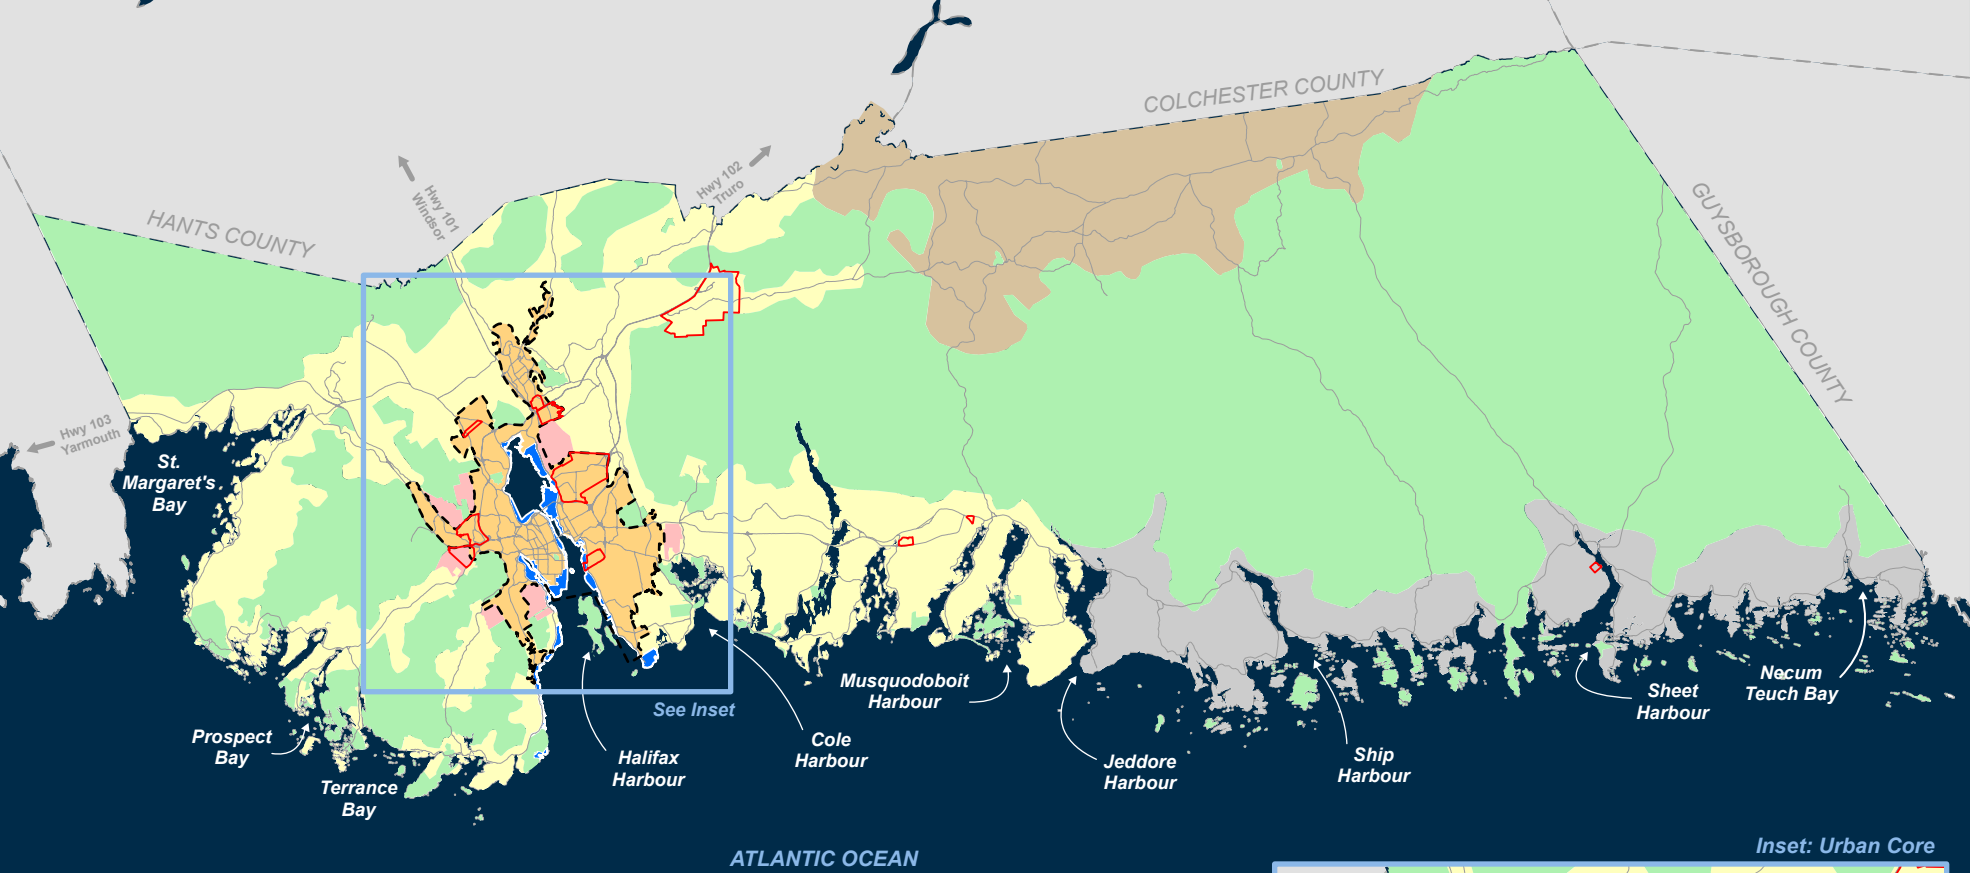 COLCHESTER COUNTY
HANTS COUNTY
Hwy 101
Windsor
Hwy 102
Truro
GUYSBOROUGH COUNTY
Hwy 103
Yarmouth
St.
Margaret's
Bay
Prospect
Bay
Terrance
Bay
See Inset
Halifax
Harbour
Cole
Harbour
Musquodoboit
Harbour
Jeddore
Harbour
Ship
Harbour
Sheet
Harbour
Necum
Teuch Bay
ATLANTIC OCEAN
Inset: Urban Core